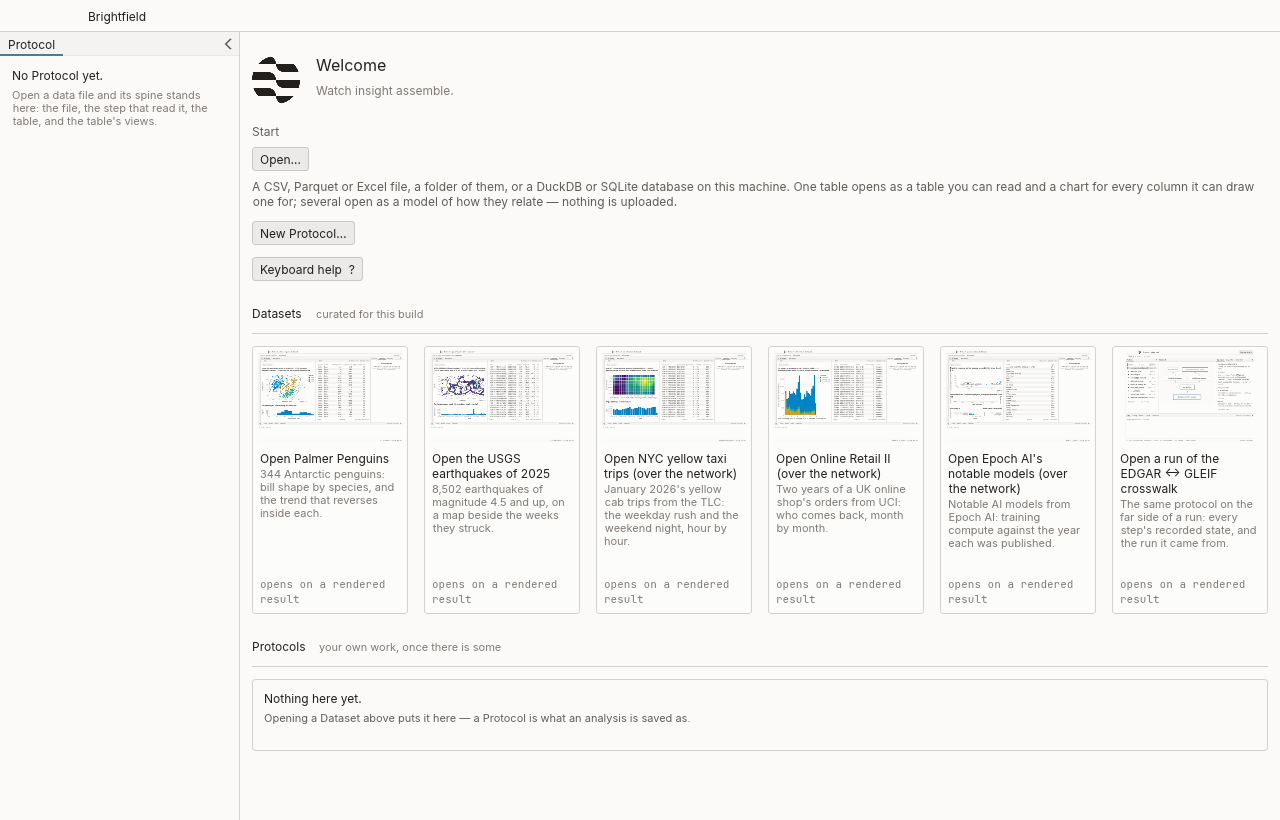 Brightfield
Protocol
No Protocol yet.
Open a data file and its spine stands
here: the file, the step that read it, the
table, and the table's views.
Welcome
Watch insight assemble.
Start
Open...
A CSV, Parquet or Excel file, a folder of them, or a DuckDB or SQLite database on this machine. One table opens as a table you can read and a chart for every column it can draw
one for; several open as a model of how they relate — nothing is uploaded.
New Protocol...
Keyboard help ?
Datasets curated for this build
Open Palmer Penguins
344 Antarctic penguins:
bill shape by species, and
the trend that reverses
inside each.
opens on a rendered
result
Open the USGS
earthquakes of 2025
8,502 earthquakes of
magnitude 4.5 and up, on
a map beside the weeks
they struck.
opens on a rendered
result
Open NYC yellow taxi
trips (over the network)
January 2026's yellow
cab trips from the TLC:
the weekday rush and the
weekend night, hour by
hour.
opens on a rendered
result
Open Online Retail II
(over the network)
Two years of a UK online
shop's orders from UCI:
who comes back, month
by month.
opens on a rendered
result
Open Epoch AI's
notable models (over
the network)
Notable AI models from
Epoch AI: training
compute against the year
each was published.
opens on a rendered
result
Open a run of the
EDGAR ↔ GLEIF
crosswalk
The same protocol on the
far side of a run: every
step's recorded state, and
the run it came from.
opens on a rendered
result
Protocols your own work, once there is some
Nothing here yet.
Opening a Dataset above puts it here — a Protocol is what an analysis is saved as.